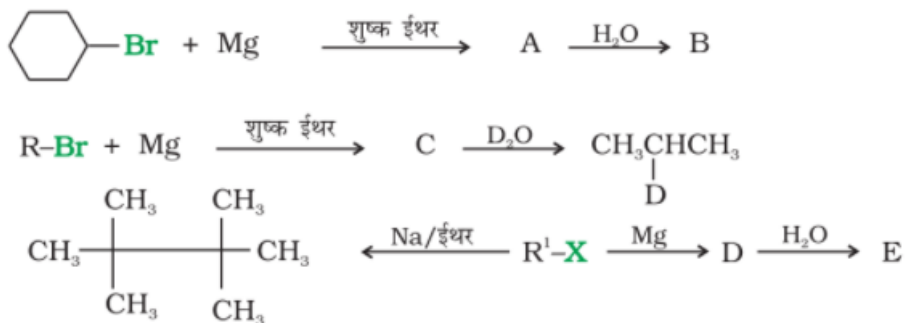 Br + Mg शुष्क ईथर A H₂O B
R–Br + Mg शुष्क ईथर C D₂O CH₃CHCH₃
D
CH₃ CH₃
CH₃ CH₃ Na/ईथर R¹–X Mg D H₂O E
CH₃ CH₃